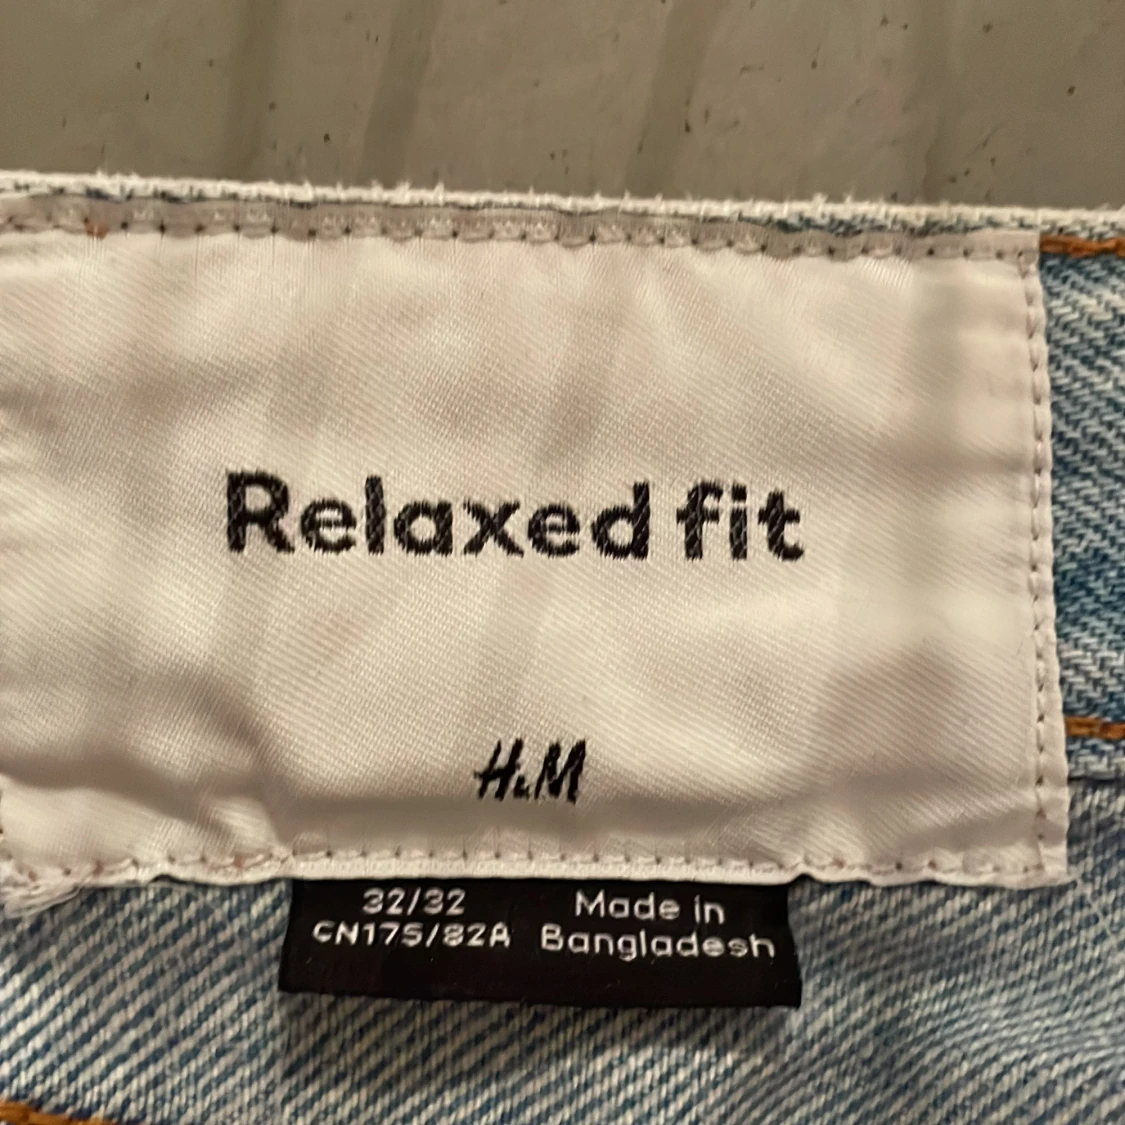 Relaxed fit
H&M
32/32
CN175/82A
Made in
Bangladesh